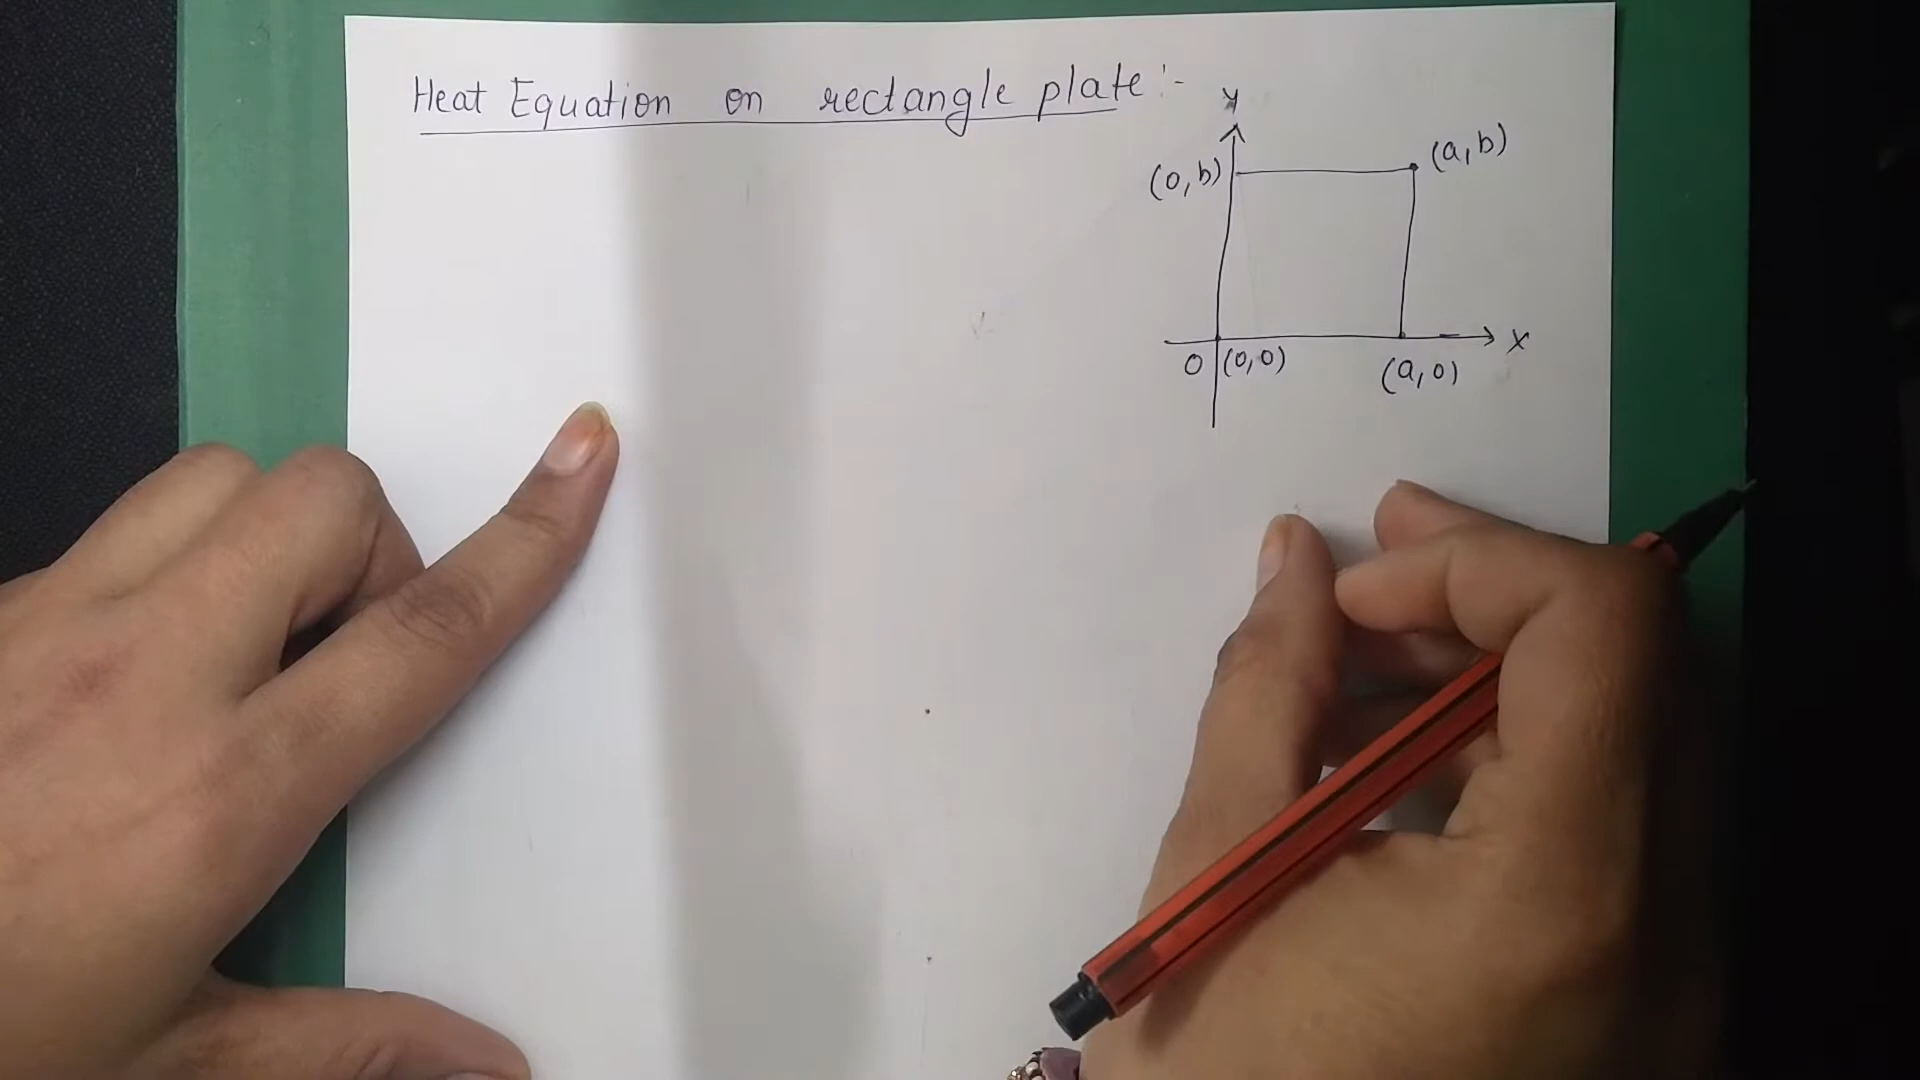 Heat Equation on rectangle plate :-
y
(0, b)
(a, b)
x
0
(0, 0)
(a, 0)